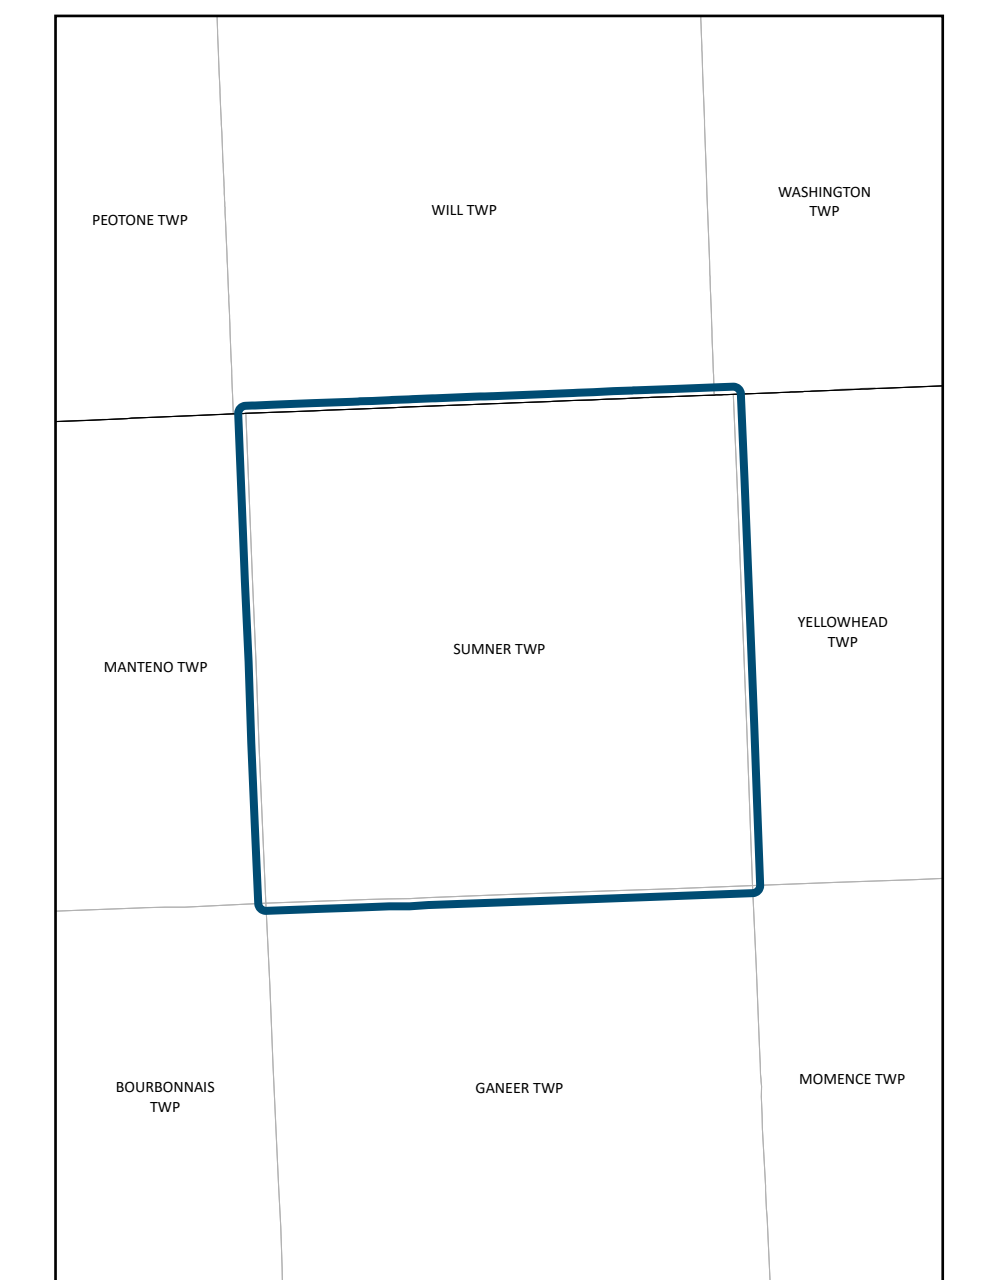 PEOTONE TWP
WILL TWP
WASHINGTON
TWP
MANTENO TWP
SUMNER TWP
YELLOWHEAD
TWP
BOURBONNAIS
TWP
GANEER TWP
MOMENCE TWP